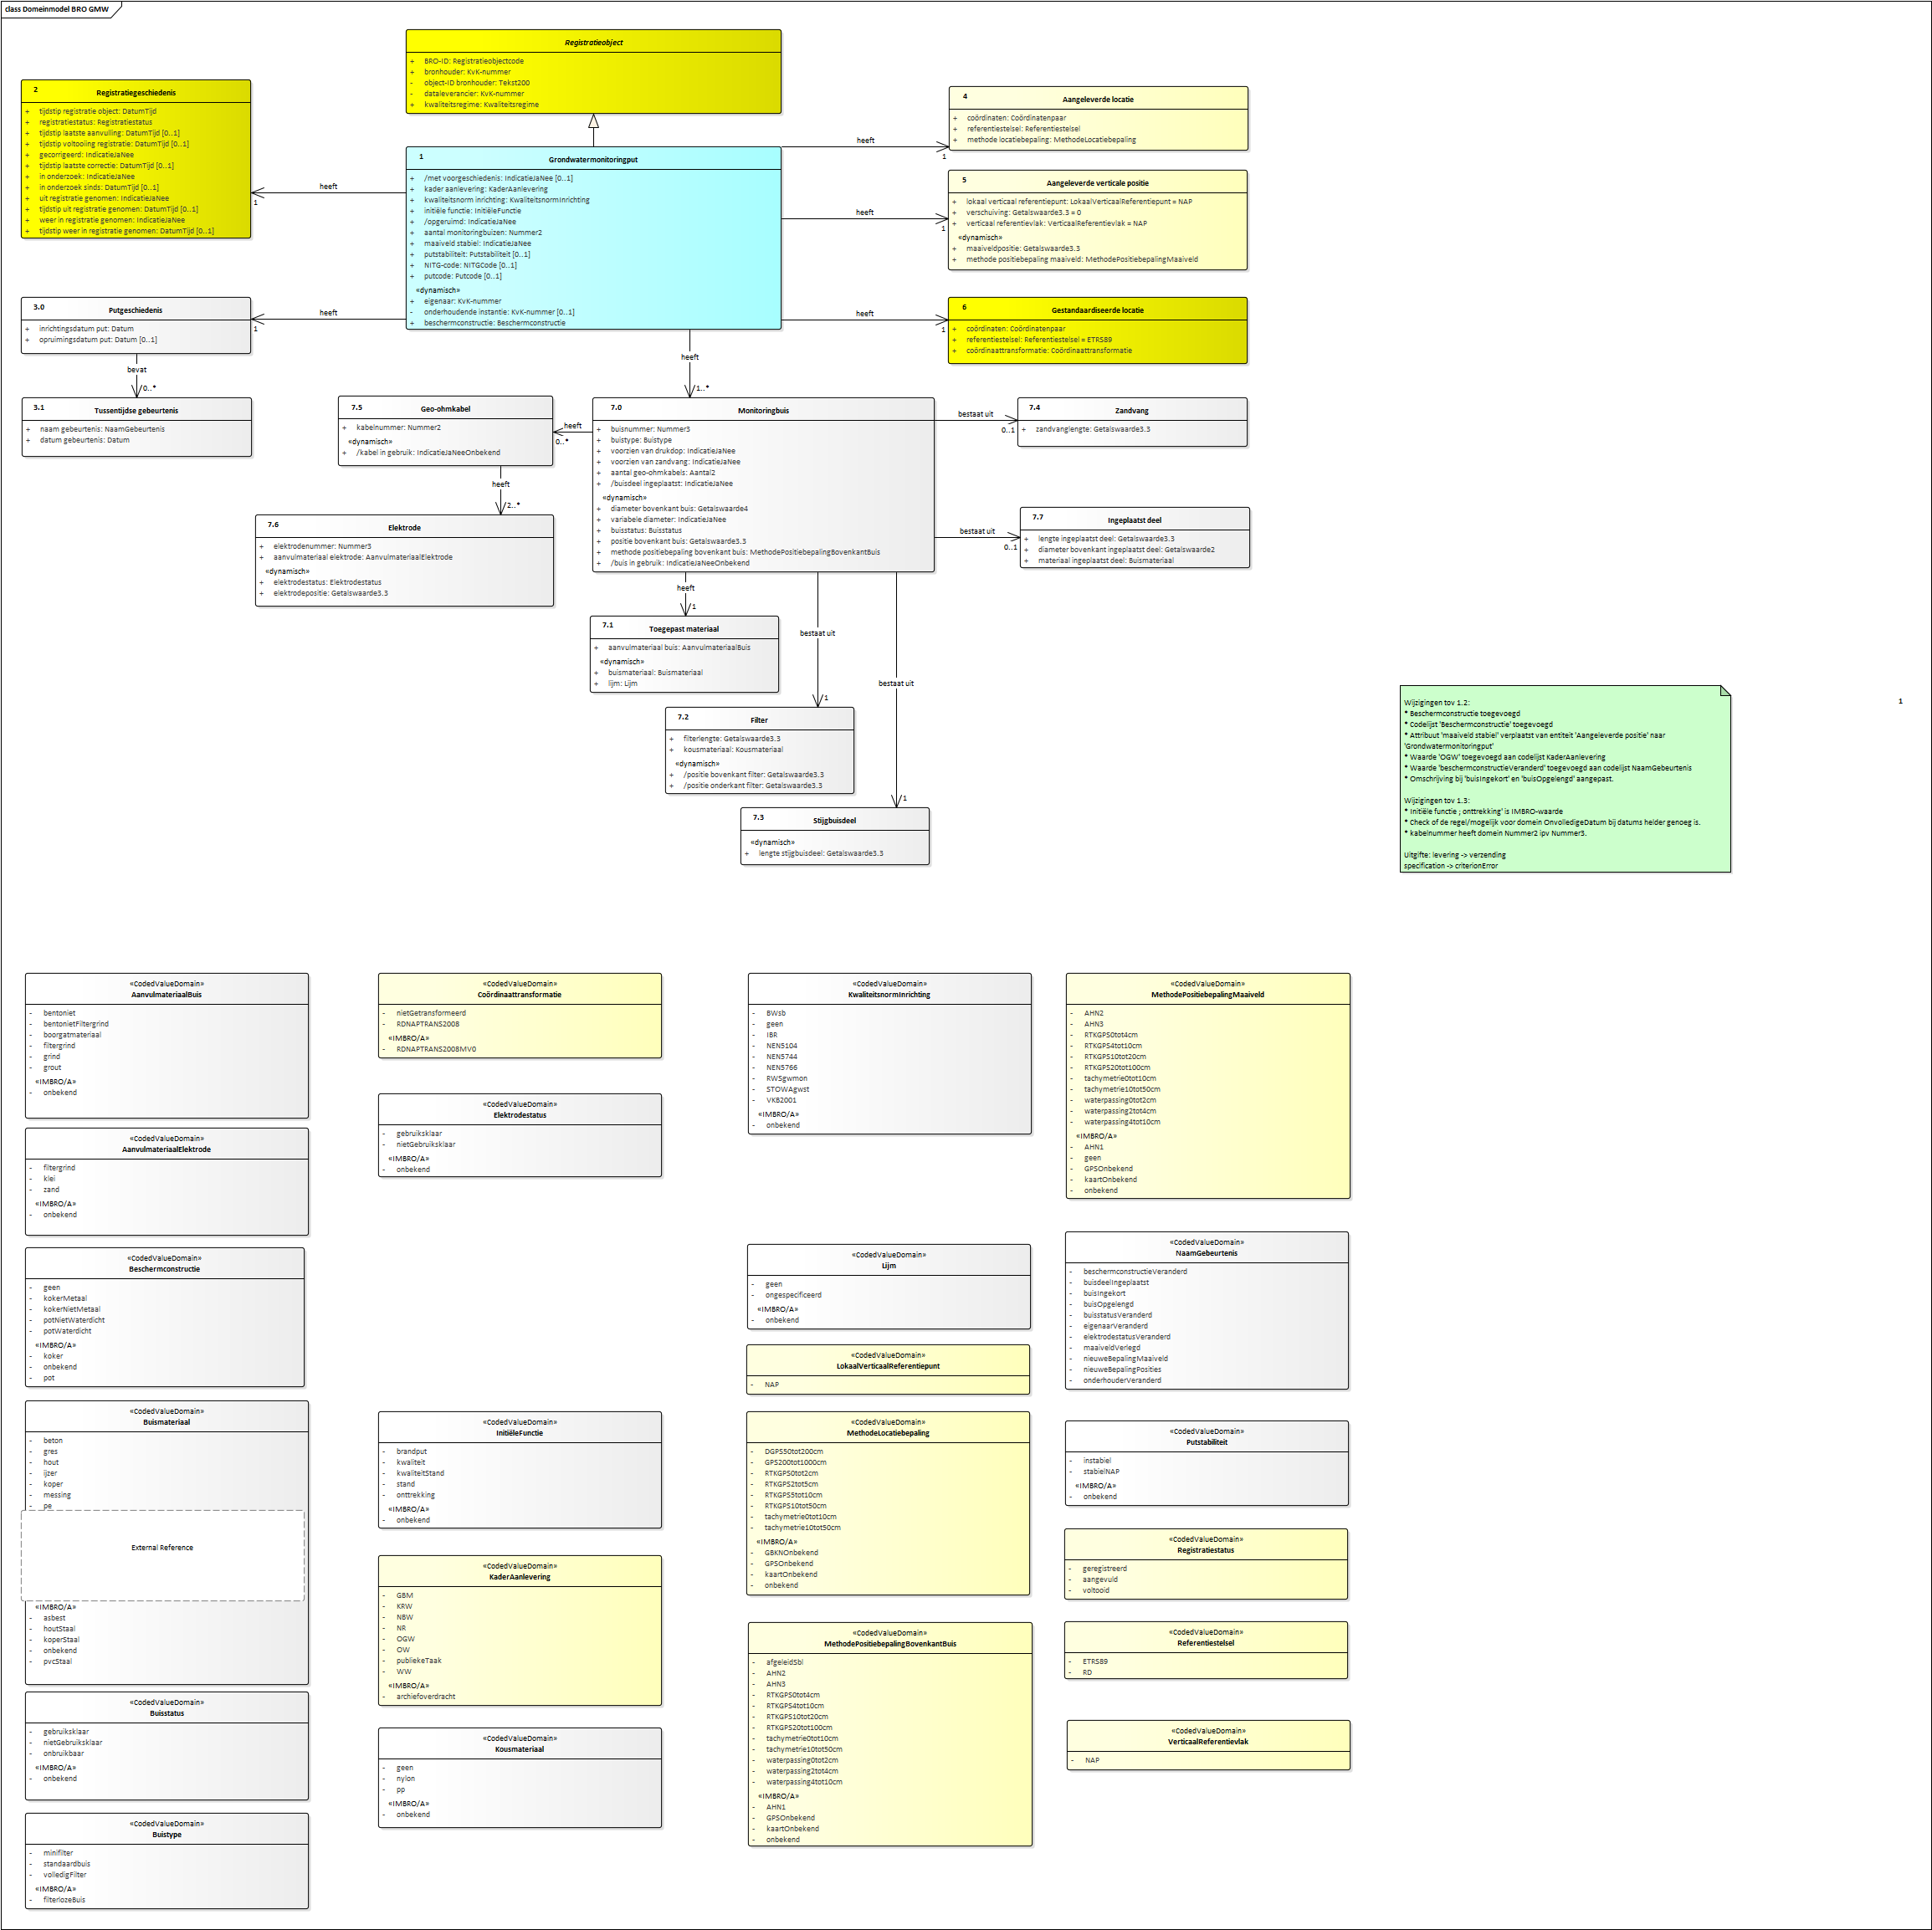 class Domeinmodel BRO GMW
Registratieobject
+ BRO-ID: Registratieobjectcode
+ bronhouder: KvK-nummer
- object-ID bronhouder: Tekst200
- dataleverancier: KvK-nummer
+ kwaliteitsregime: Kwaliteitsregime
2
Registratiegeschiedenis
+ tijdstip registratie object: DatumTijd
+ registratiestatus: Registratiestatus
+ tijdstip laatste aanvulling: DatumTijd [0..1]
+ tijdstip voltooiing registratie: DatumTijd [0..1]
+ gecorrigeerd: IndicatieJaNee
+ tijdstip laatste correctie: DatumTijd [0..1]
+ in onderzoek: IndicatieJaNee
+ in onderzoek sinds: DatumTijd [0..1]
+ uit registratie genomen: IndicatieJaNee
+ tijdstip uit registratie genomen: DatumTijd [0..1]
+ weer in registratie genomen: IndicatieJaNee
+ tijdstip weer in registratie genomen: DatumTijd [0..1]
heeft
1
1
Grondwatermonitoringput
+ /met voorgeschiedenis: IndicatieJaNee [0..1]
+ kader aanlevering: KaderAanlevering
+ kwaliteitsnorm inrichting: KwaliteitsnormInrichting
+ initiële functie: InitiëleFunctie
+ /opgeruimd: IndicatieJaNee
+ aantal monitoringbuizen: Nummer2
+ maaiveld stabiel: IndicatieJaNee
+ putstabiliteit: Putstabiliteit [0..1]
+ NITG-code: NITGCode [0..1]
+ putcode: Putcode [0..1]
«dynamisch»
+ eigenaar: KvK-nummer
- onderhoudende instantie: KvK-nummer [0..1]
+ beschermconstructie: Beschermconstructie
heeft
1
4
Aangeleverde locatie
+ coördinaten: Coördinatenpaar
+ referentiestelsel: Referentiestelsel
+ methode locatiebepaling: MethodeLocatiebepaling
heeft
1
5
Aangeleverde verticale positie
+ lokaal verticaal referentiepunt: LokaalVerticaalReferentiepunt = NAP
+ verschuiving: Getalswaarde3.3 = 0
+ verticaal referentievlak: VerticaalReferentievlak = NAP
«dynamisch»
+ maaiveldpositie: Getalswaarde3.3
+ methode positiebepaling maaiveld: MethodePositiebepalingMaaiveld
heeft
1
6
Gestandaardiseerde locatie
+ coördinaten: Coördinatenpaar
+ referentiestelsel: Referentiestelsel = ETRS89
+ coördinaattransformatie: Coördinaattransformatie
heeft
1
3.0
Putgeschiedenis
+ inrichtingsdatum put: Datum
+ opruimingsdatum put: Datum [0..1]
bevat
0..*
3.1
Tussentijdse gebeurtenis
+ naam gebeurtenis: NaamGebeurtenis
+ datum gebeurtenis: Datum
heeft
1..*
7.5
Geo-ohmkabel
+ kabelnummer: Nummer2
«dynamisch»
+ /kabel in gebruik: IndicatieJaNeeOnbekend
heeft
0..*
heeft
2..*
7.6
Elektrode
+ elektrodenummer: Nummer3
+ aanvulmateriaal elektrode: AanvulmateriaalElektrode
«dynamisch»
+ elektrodestatus: Elektrodestatus
+ elektrodepositie: Getalswaarde3.3
7.0
Monitoringbuis
+ buisnummer: Nummer3
+ buistype: Buistype
+ voorzien van drukdop: IndicatieJaNee
+ voorzien van zandvang: IndicatieJaNee
+ aantal geo-ohmkabels: Aantal2
+ /buisdeel ingeplaatst: IndicatieJaNee
«dynamisch»
+ diameter bovenkant buis: Getalswaarde4
+ variabele diameter: IndicatieJaNee
+ buisstatus: Buisstatus
+ positie bovenkant buis: Getalswaarde3.3
+ methode positiebepaling bovenkant buis: MethodePositiebepalingBovenkantBuis
+ /buis in gebruik: IndicatieJaNeeOnbekend
bestaat uit
0..1
7.4
Zandvang
+ zandvanglengte: Getalswaarde3.3
bestaat uit
0..1
7.7
Ingeplaatst deel
+ lengte ingeplaatst deel: Getalswaarde3.3
+ diameter bovenkant ingeplaatst deel: Getalswaarde2
+ materiaal ingeplaatst deel: Buismateriaal
heeft
1
7.1
Toegepast materiaal
+ aanvulmateriaal buis: AanvulmateriaalBuis
«dynamisch»
+ buismateriaal: Buismateriaal
+ lijm: Lijm
bestaat uit
1
7.2
Filter
+ filterlengte: Getalswaarde3.3
+ kousmateriaal: Kousmateriaal
«dynamisch»
+ /positie bovenkant filter: Getalswaarde3.3
+ /positie onderkant filter: Getalswaarde3.3
bestaat uit
1
7.3
Stijgbuisdeel
«dynamisch»
+ lengte stijgbuisdeel: Getalswaarde3.3
Wijzigingen tov 1.2:
* Beschermconstructie toegevoegd
* Codelijst 'Beschermconstructie' toegevoegd
* Attribuut 'maaiveld stabiel' verplaatst van entiteit 'Aangeleverde positie' naar
'Grondwatermonitoringput'
* Waarde 'OGW' toegevoegd aan codelijst KaderAanlevering
* Waarde 'beschermconstructieVeranderd' toegevoegd aan codelijst NaamGebeurtenis
* Omschrijving bij 'buisIngekort' en 'buisOpgelengd' aangepast.
Wijzigingen tov 1.3:
* Initiële functie ; onttrekking' is IMBRO-waarde
* Check of de regel/mogelijk voor domein OnvolledigeDatum bij datums helder genoeg is.
* kabelnummer heeft domein Nummer2 ipv Nummer3.
Uitgifte: levering -> verzending
specification -> criterionError
1
«CodedValueDomain»
AanvulmateriaalBuis
- bentoniet
- bentonietFiltergrind
- boorgatmateriaal
- filtergrind
- grind
- grout
«IMBRO/A»
- onbekend
«CodedValueDomain»
AanvulmateriaalElektrode
- filtergrind
- klei
- zand
«IMBRO/A»
- onbekend
«CodedValueDomain»
Beschermconstructie
- geen
- kokerMetaal
- kokerNietMetaal
- potNietWaterdicht
- potWaterdicht
«IMBRO/A»
- koker
- onbekend
- pot
«CodedValueDomain»
Buismateriaal
- beton
- gres
- hout
- ijzer
- koper
- messing
- pe
External Reference
«IMBRO/A»
- asbest
- houtStaal
- koperStaal
- onbekend
- pvcStaal
«CodedValueDomain»
Buisstatus
- gebruiksklaar
- nietGebruiksklaar
- onbruikbaar
«IMBRO/A»
- onbekend
«CodedValueDomain»
Buistype
- minifilter
- standaardbuis
- volledigFilter
«IMBRO/A»
- filterlozeBuis
«CodedValueDomain»
Coördinaattransformatie
- nietGetransformeerd
- RDNAPTRANS2008
«IMBRO/A»
- RDNAPTRANS2008MV0
«CodedValueDomain»
Elektrodestatus
- gebruiksklaar
- nietGebruiksklaar
«IMBRO/A»
- onbekend
«CodedValueDomain»
InitiëleFunctie
- brandput
- kwaliteit
- kwaliteitStand
- stand
- onttrekking
«IMBRO/A»
- onbekend
«CodedValueDomain»
KaderAanlevering
- GBM
- KRW
- NBW
- NR
- OGW
- OW
- publiekeTaak
- WW
«IMBRO/A»
- archiefoverdracht
«CodedValueDomain»
Kousmateriaal
- geen
- nylon
- pp
«IMBRO/A»
- onbekend
«CodedValueDomain»
KwaliteitsnormInrichting
- BWsb
- geen
- IBR
- NEN5104
- NEN5744
- NEN5766
- RWSgwmon
- STOWAgwst
- VKB2001
«IMBRO/A»
- onbekend
«CodedValueDomain»
Lijm
- geen
- ongespecificeerd
«IMBRO/A»
- onbekend
«CodedValueDomain»
LokaalVerticaalReferentiepunt
- NAP
«CodedValueDomain»
MethodeLocatiebepaling
- DGPS50tot200cm
- GPS200tot1000cm
- RTKGPS0tot2cm
- RTKGPS2tot5cm
- RTKGPS5tot10cm
- RTKGPS10tot50cm
- tachymetrie0tot10cm
- tachymetrie10tot50cm
«IMBRO/A»
- GBKNOnbekend
- GPSOnbekend
- kaartOnbekend
- onbekend
«CodedValueDomain»
MethodePositiebepalingBovenkantBuis
- afgeleidSbl
- AHN2
- AHN3
- RTKGPS0tot4cm
- RTKGPS4tot10cm
- RTKGPS10tot20cm
- RTKGPS20tot100cm
- tachymetrie0tot10cm
- tachymetrie10tot50cm
- waterpassing0tot2cm
- waterpassing2tot4cm
- waterpassing4tot10cm
«IMBRO/A»
- AHN1
- GPSOnbekend
- kaartOnbekend
- onbekend
«CodedValueDomain»
MethodePositiebepalingMaaiveld
- AHN2
- AHN3
- RTKGPS0tot4cm
- RTKGPS4tot10cm
- RTKGPS10tot20cm
- RTKGPS20tot100cm
- tachymetrie0tot10cm
- tachymetrie10tot50cm
- waterpassing0tot2cm
- waterpassing2tot4cm
- waterpassing4tot10cm
«IMBRO/A»
- AHN1
- geen
- GPSOnbekend
- kaartOnbekend
- onbekend
«CodedValueDomain»
NaamGebeurtenis
- beschermconstructieVeranderd
- buisdeelIngeplaatst
- buisIngekort
- buisOpgelengd
- buisstatusVeranderd
- eigenaarVeranderd
- elektrodestatusVeranderd
- maaiveldVerlegd
- nieuweBepalingMaaiveld
- nieuweBepalingPosities
- onderhouderVeranderd
«CodedValueDomain»
Putstabiliteit
- instabiel
- stabielNAP
«IMBRO/A»
- onbekend
«CodedValueDomain»
Registratiestatus
- geregistreerd
- aangevuld
- voltooid
«CodedValueDomain»
Referentiestelsel
- ETRS89
- RD
«CodedValueDomain»
VerticaalReferentievlak
- NAP